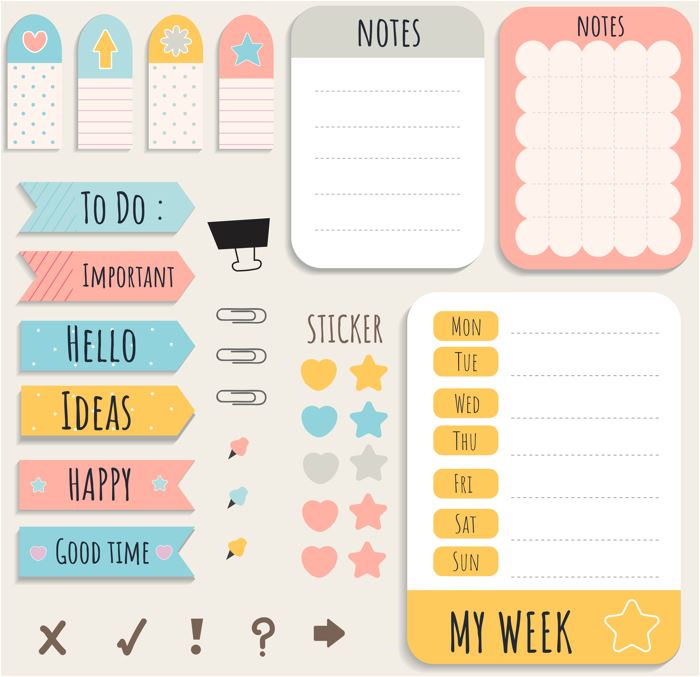 NOTES
NOTES
To Do :
Important
Hello
Ideas
HAPPY
Good time
STICKER
Mon
Tue
Wed
Thu
Fri
Sat
Sun
MY WEEK
!
?